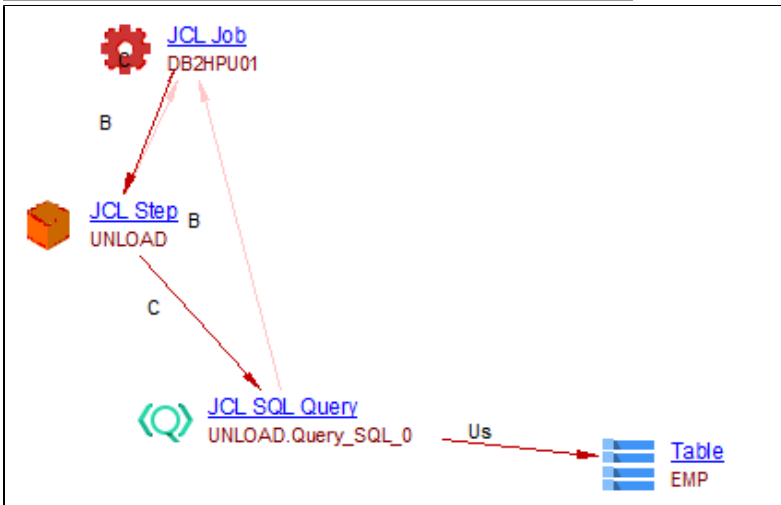 JCL Job
C
DB2HPU01
B
JCL Step
B
UNLOAD
C
JCL SQL Query
UNLOAD.Query_SQL_0
Us
Table
EMP